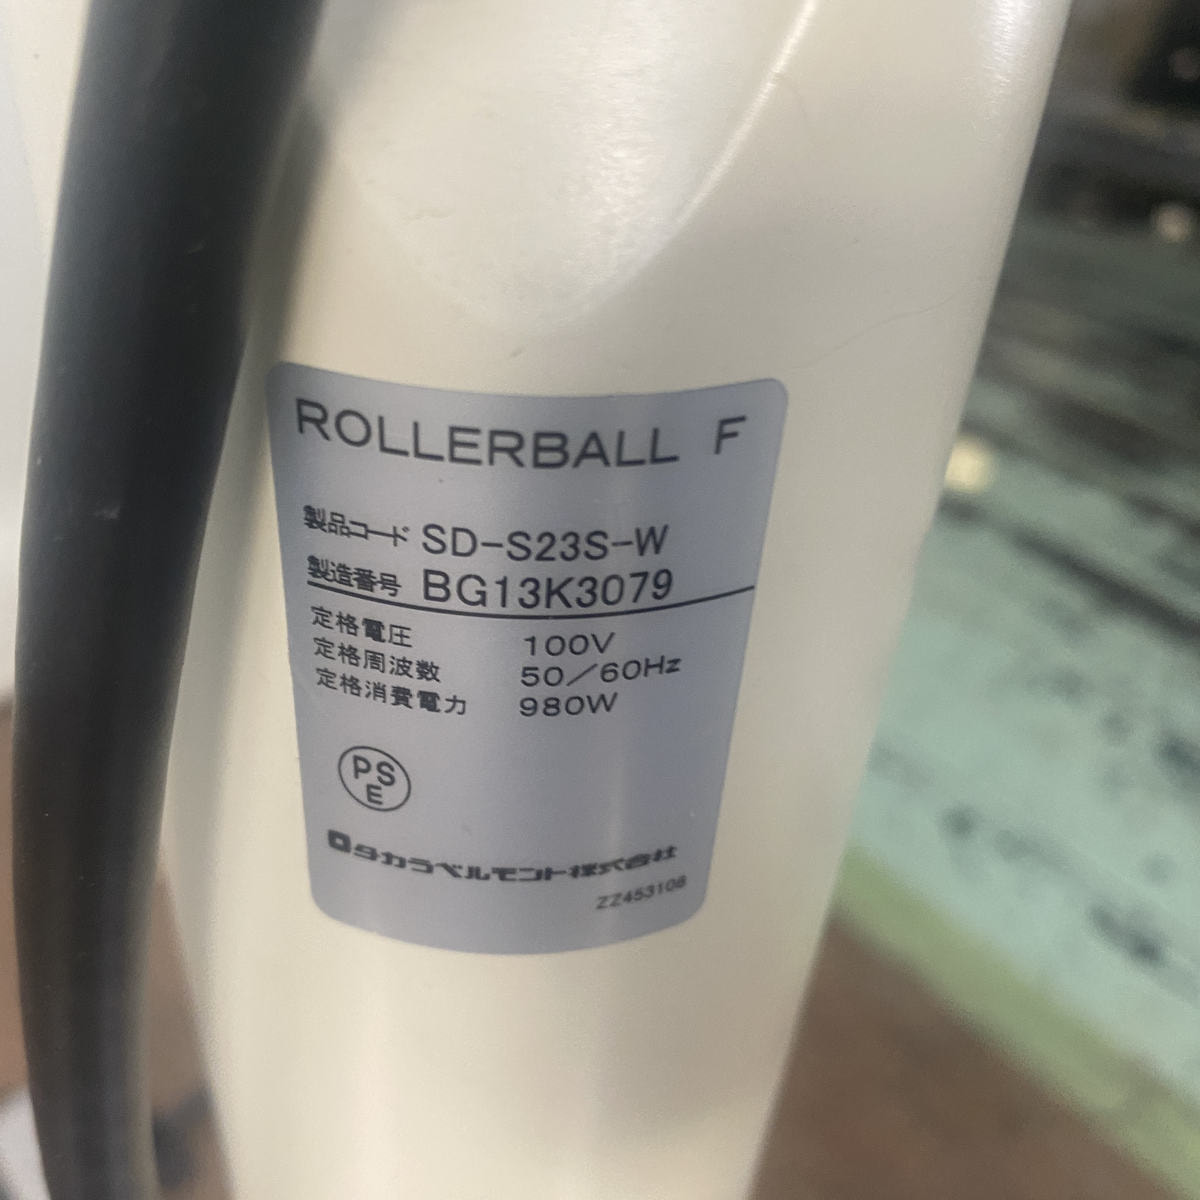 ROLLERBALL F
製品コード SD-S23S-W
製造番号 BG13K3079
定格電圧 100V
定格周波数 50/60Hz
定格消費電力 980W
PS
E
タカラベルモント株式会社
ZZ453108